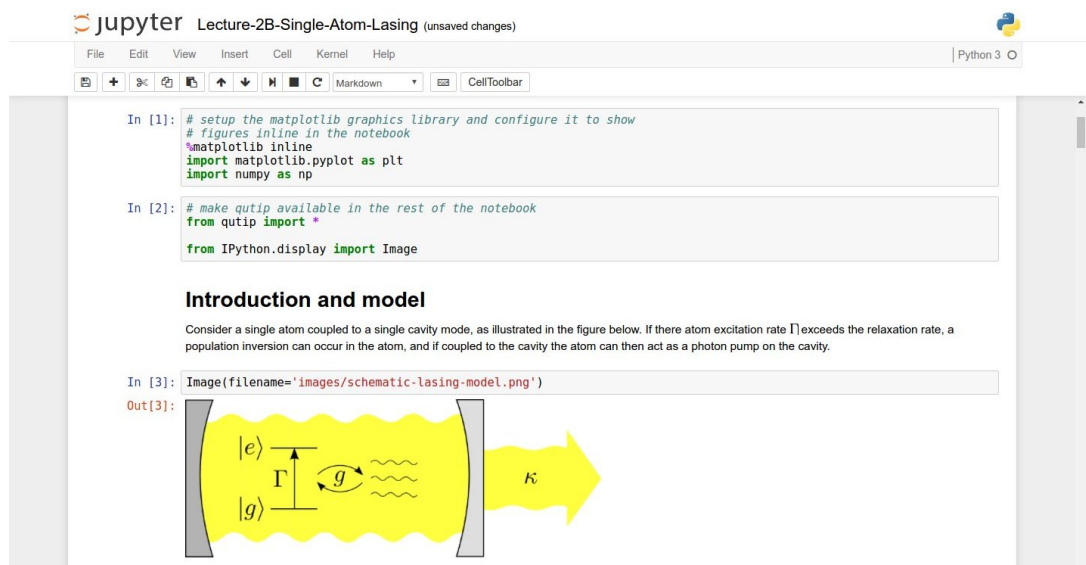 jupyter Lecture-2B-Single-Atom-Lasing (unsaved changes)
File Edit View Insert Cell Kernel Help Python 3
Markdown CellToolbar
In [1]: # setup the matplotlib graphics library and configure it to show
# figures inline in the notebook
%matplotlib inline
import matplotlib.pyplot as plt
import numpy as np
In [2]: # make qutip available in the rest of the notebook
from qutip import *
from IPython.display import Image
Introduction and model
Consider a single atom coupled to a single cavity mode, as illustrated in the figure below. If there atom excitation rate Γ exceeds the relaxation rate, a
population inversion can occur in the atom, and if coupled to the cavity the atom can then act as a photon pump on the cavity.
In [3]: Image(filename='images/schematic-lasing-model.png')
Out[3]:
|e⟩
Γ g κ
|g⟩